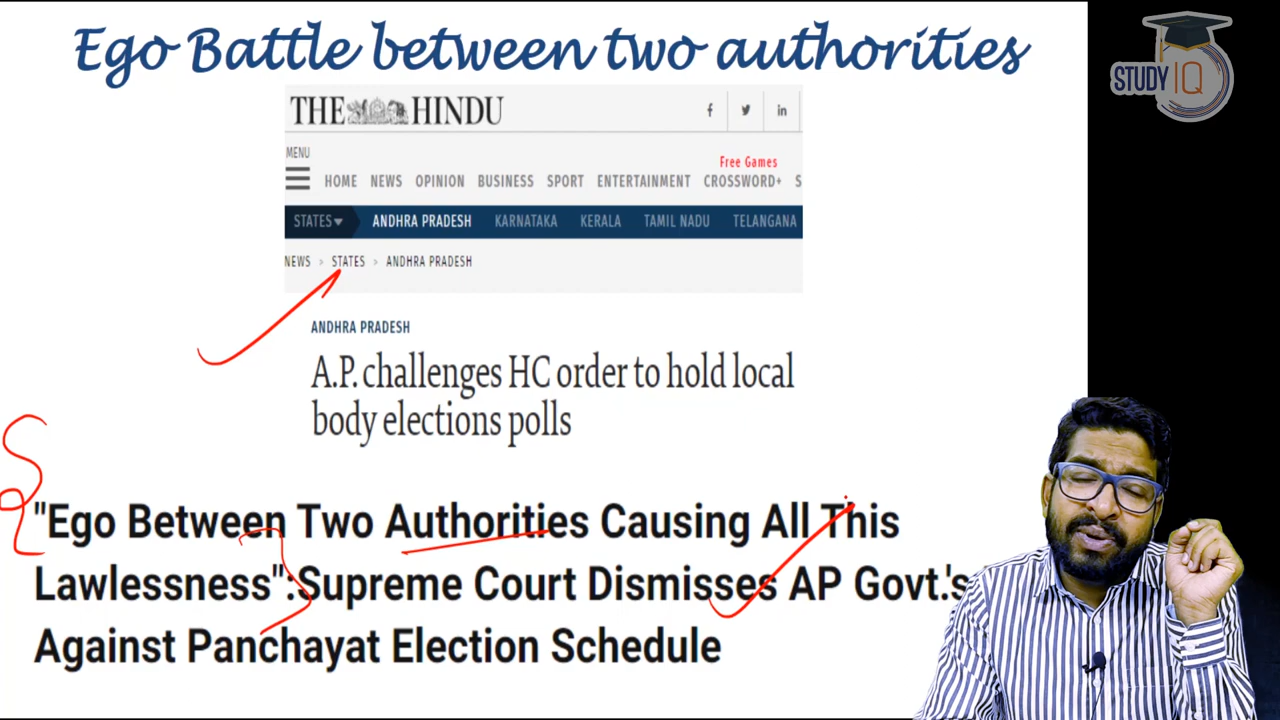 Ego Battle between two authorities
STUDY IQ
THE HINDU
MENU
Free Games
HOME NEWS OPINION BUSINESS SPORT ENTERTAINMENT CROSSWORD+ S
STATES ANDHRA PRADESH KARNATAKA KERALA TAMIL NADU TELANGANA
NEWS > STATES > ANDHRA PRADESH
ANDHRA PRADESH
A.P. challenges HC order to hold local
body elections polls
"Ego Between Two Authorities Causing All This
Lawlessness":Supreme Court Dismisses AP Govt.'s
Against Panchayat Election Schedule